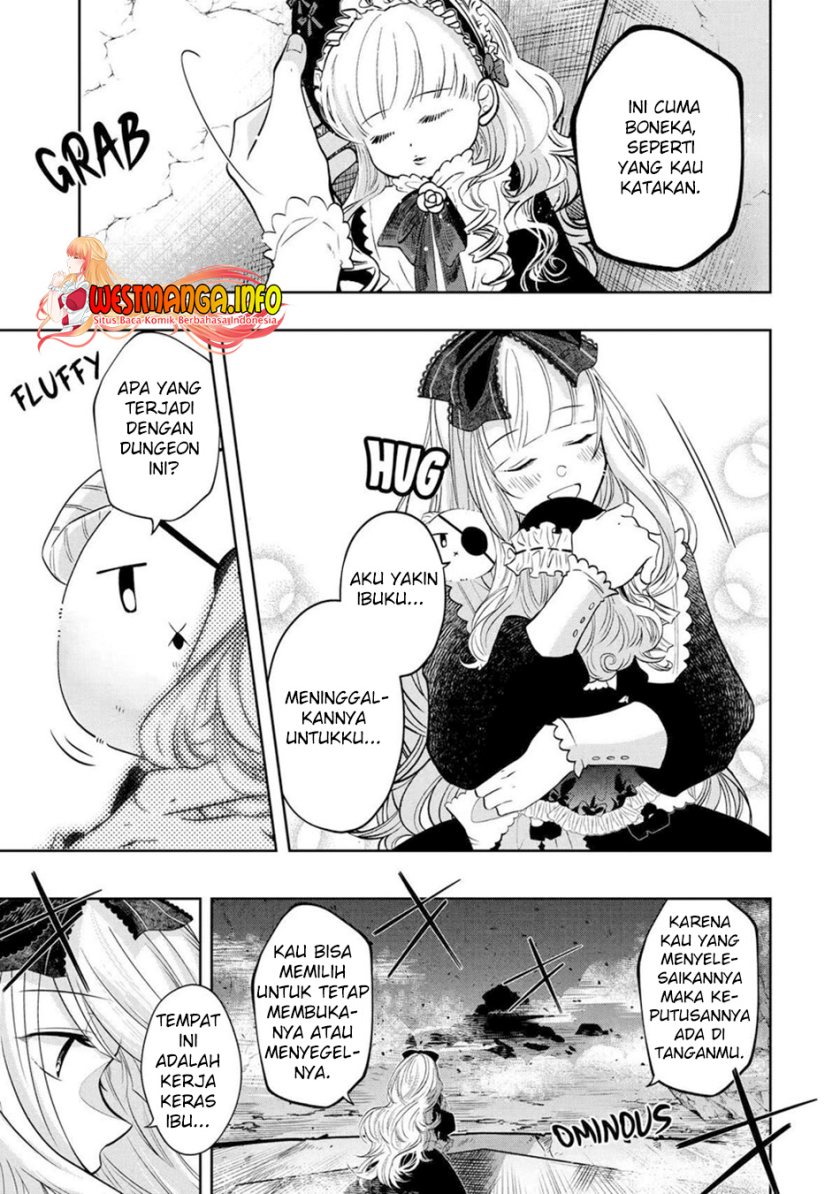 INI CUMA
BONEKA,
SEPERTI
YANG KAU
KATAKAN.
GRAB
WESTMANGA.INFO
Situs Baca Komik Berbahasa Indonesia
HUG
AKU YAKIN
IBUKU...
MENINGGAL-
KANNYA
UNTUKKU...
FLUFFY
APA YANG
TERJADI
DENGAN
DUNGEON
INI?
KARENA
KAU YANG
MENYELE-
SAIKANNYA
MAKA KE-
PUTUSANNYA
ADA DI
TANGANMU.
KAU BISA
MEMILIH
UNTUK TETAP
MEMBUKA-
NYA ATAU
MENYEGEL-
NYA.
OMINOUS
TEMPAT
INI
ADALAH
KERJA
KERAS
IBU...